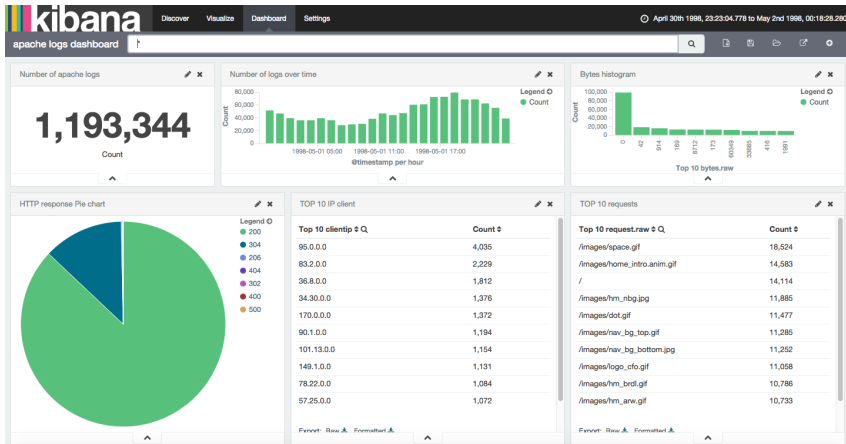 kibana
Discover Visualize Dashboard Settings
April 30th 1998, 23:23:04.778 to May 2nd 1998, 00:18:28.280
apache logs dashboard
*
Number of apache logs
1,193,344
Count
Number of logs over time
Legend
Count
80,000
60,000
40,000
20,000
0
Count
1998-05-01 05:00 1998-05-01 11:00 1998-05-01 17:00
@timestamp per hour
Bytes histogram
Legend
Count
100,000
80,000
60,000
40,000
20,000
0
Count
0 42 914 169 6712 173 60349 33685 416 1991
Top 10 bytes.raw
HTTP response Pie chart
Legend
200
304
206
404
302
400
500
TOP 10 IP client
Top 10 clientip Count
95.0.0.0 4,035
83.2.0.0 2,229
36.8.0.0 1,812
34.30.0.0 1,376
170.0.0.0 1,372
90.1.0.0 1,194
101.13.0.0 1,154
149.1.0.0 1,131
78.22.0.0 1,084
57.25.0.0 1,072
Export: Raw Formatted
TOP 10 requests
Top 10 request.raw Count
/images/space.gif 18,524
/images/home_intro.anim.gif 14,583
/ 14,114
/images/hm_nbg.jpg 11,885
/images/dot.gif 11,477
/images/nav_bg_top.gif 11,285
/images/nav_bg_bottom.jpg 11,252
/images/logo_cfo.gif 11,058
/images/hm_brdl.gif 10,786
/images/hm_arw.gif 10,733
Export: Raw Formatted